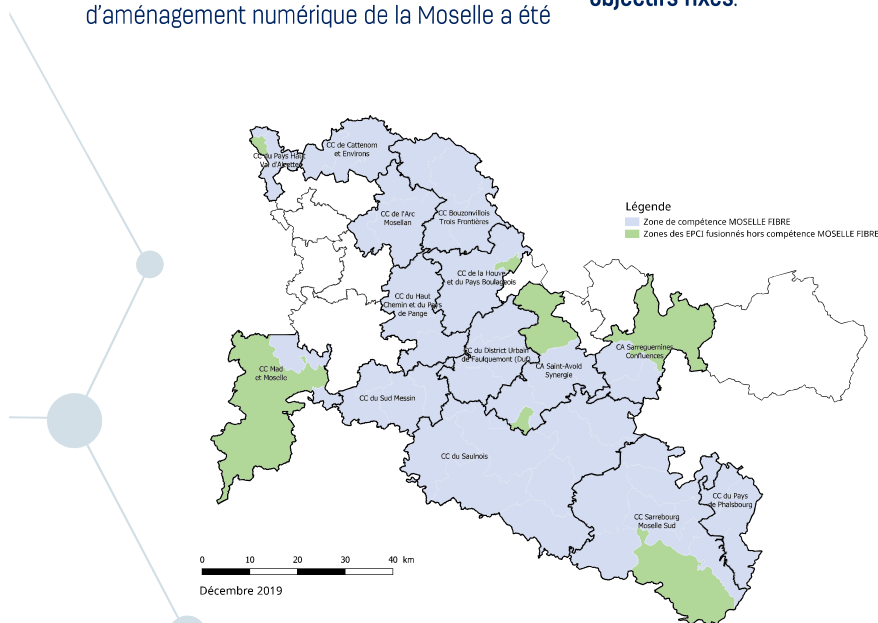 d'aménagement numérique de la Moselle a été
objectifs fixés.
CC de Cattenom
et Environs
CC du Pays Haut
Val d'Alzette
CC de l'Arc
Mosellan
CC Bouzonvillois
Trois Frontières
Légende
Zone de compétence MOSELLE FIBRE
Zones des EPCI fusionnés hors compétence MOSELLE FIBRE
CC de la Houve
et du Pays Boulageois
CC du Haut
Chemin et du Pays
de Pange
CC du District Urbain
de Faulquemont (DUF)
CA Sarreguemines
Confluences
CA Saint-Avold
Synergie
CC Mad
et Moselle
CC du Sud Messin
CC du Saulnois
CC du Pays
de Phalsbourg
CC Sarrebourg
Moselle Sud
0 10 20 30 40 km
Décembre 2019